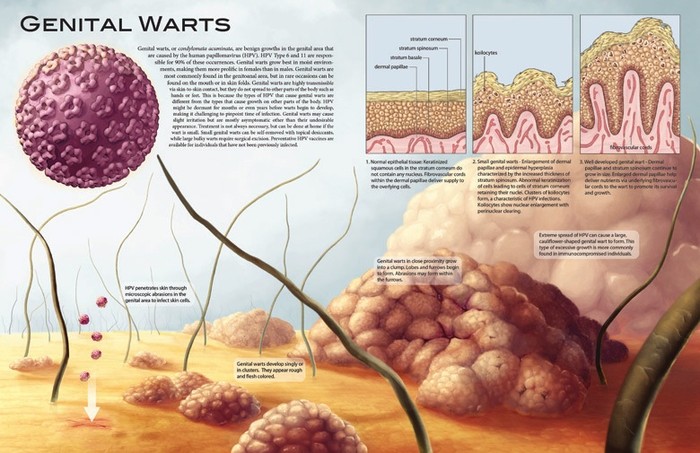 GENITAL WARTS
Genital warts, or condylomata acuminata, are benign growths in the genital area that
are caused by the human papillomavirus (HPV). HPV Type 6 and 11 are respon-
sible for 90% of these occurrences. Genital warts grow best in moist environ-
ments, making them more prolific in females than in males. Genital warts are
most commonly found in the genitoanal area, but in rare occasions can be
found on the mouth or in skin folds. Genital warts are highly transmissible
via skin-to-skin contact, but they do not spread to other parts of the body such as
hands or feet. This is because the types of HPV that cause genital warts are
different from the types that cause growth on other parts of the body. HPV
might be dormant for months or even years before warts begin to develop,
making it challenging to pinpoint time of infection. Genital warts may cause
slight irritation but are mostly asymptomatic other than their undesirable
appearance. Treatment is not always necessary, but can be done at home if the
wart is small. Small genital warts can be self-removed with topical
while large bulky warts require surgical excision. Preventative HPV vaccines are
available for individuals that have not been previously infected.
stratum corneum
stratum spinosum
stratum basale
dermal papillae
koilocytes
fibrovascular cords
1. Normal epithelial tissue: Keratinized
squamous cells in the stratum corneum do
not contain any nucleus. Fibrovascular cords
within the dermal papillae deliver supply to
the overlying cells.
2. Small genital warts - Enlargement of dermal
papillae and epidermal hyperplasia
characterized by the increased thickness of
stratum spinosum. Abnormal keratinization
of cells leading to cells of stratum corneum
retaining their nuclei. Clusters of koilocytes
form, a characteristic of HPV infections.
Koilocytes show nuclear enlargement with
perinuclear clearing.
3. Well developed genital wart - Dermal
papillae and stratum spinosum continue to
grow in size. Enlarged dermal papillae help
deliver nutrients via underlying fibrovascu-
lar cords to the wart to promote its survival
and growth.
Extreme spread of HPV can cause a large,
cauliflower-shaped genital wart to form. This
type of excessive growth is more commonly
found in immunocompromised individuals.
Genital warts in close proximity grow
into a clump. Lobes and furrows begin
to form. Abrasions may form within
the furrows.
HPV penetrates skin through
microscopic abrasions in the
genital area to infect skin cells.
Genital warts develop singly or
in clusters. They appear rough
and flesh colored.